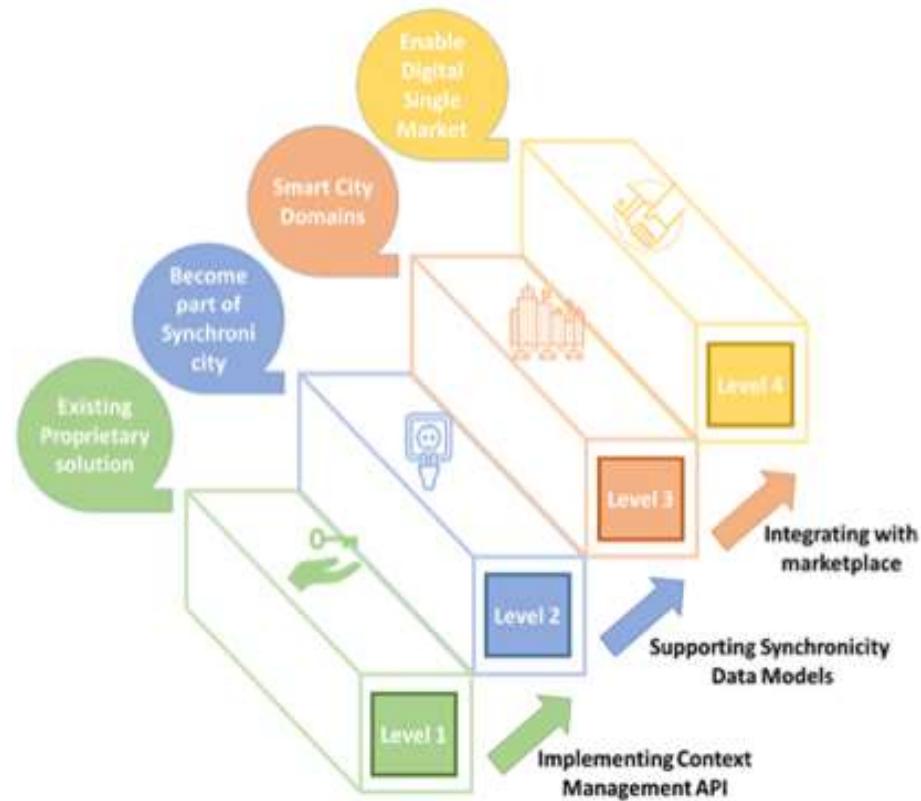 Enable
Digital
Single
Market
Smart City
Domains
Become
part of
Synchroni
city
Existing
Proprietary
solution
Level 4
Level 3
Level 2
Level 1
Integrating with
marketplace
Supporting Synchronicity
Data Models
Implementing Context
Management API